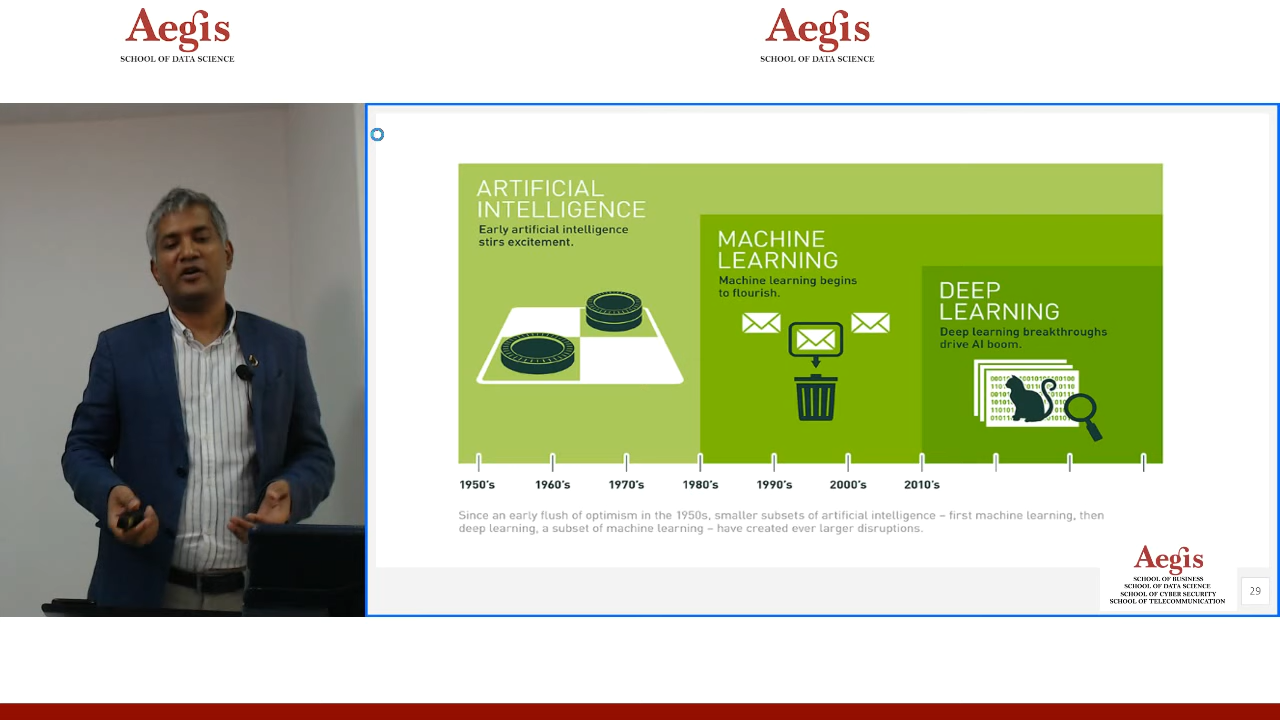 Aegis
SCHOOL OF DATA SCIENCE
Aegis
SCHOOL OF DATA SCIENCE
ARTIFICIAL
INTELLIGENCE
Early artificial intelligence
stirs excitement.
MACHINE
LEARNING
Machine learning begins
to flourish.
DEEP
LEARNING
Deep learning breakthroughs
drive AI boom.
1950's 1960's 1970's 1980's 1990's 2000's 2010's
Since an early flush of optimism in the 1950s, smaller subsets of artificial intelligence – first machine learning, then
deep learning, a subset of machine learning – have created ever larger disruptions.
Aegis
SCHOOL OF BUSINESS
SCHOOL OF DATA SCIENCE
SCHOOL OF CYBER SECURITY
SCHOOL OF TELECOMMUNICATION
29